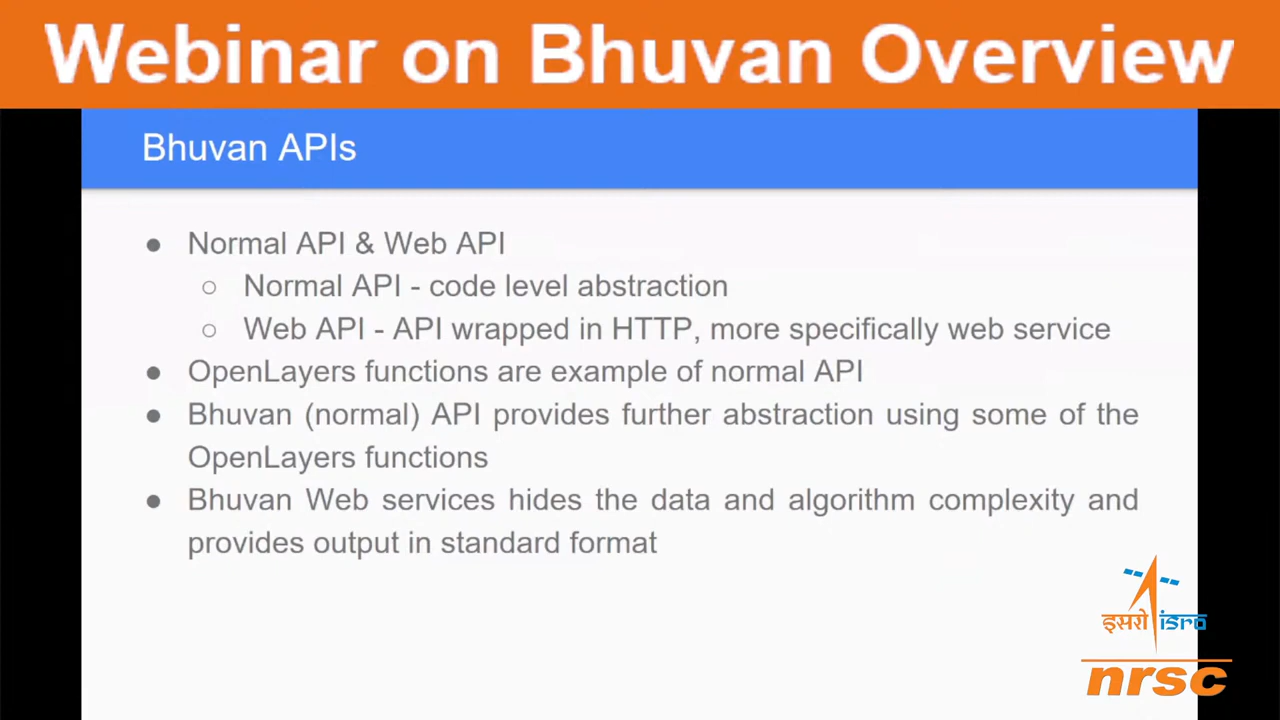 Webinar on Bhuvan Overview
Bhuvan APIs
● Normal API & Web API
○ Normal API - code level abstraction
○ Web API - API wrapped in HTTP, more specifically web service
● OpenLayers functions are example of normal API
● Bhuvan (normal) API provides further abstraction using some of the
OpenLayers functions
● Bhuvan Web services hides the data and algorithm complexity and
provides output in standard format
इसरो isro
nrsc